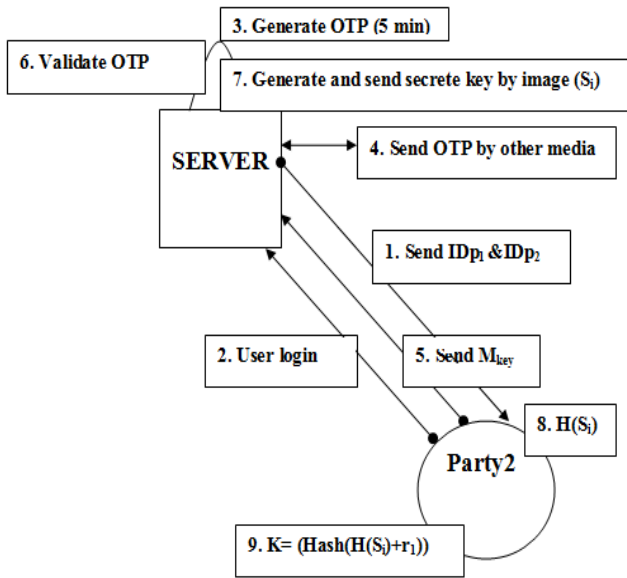 3. Generate OTP (5 min)
6. Validate OTP
7. Generate and send secrete key by image (Sᵢ)
SERVER
4. Send OTP by other media
1. Send IDp₁ &IDp₂
2. User login
5. Send Mₖₑᵧ
8. H(Sᵢ)
Party2
9. K= (Hash(H(Sᵢ)+r₁))